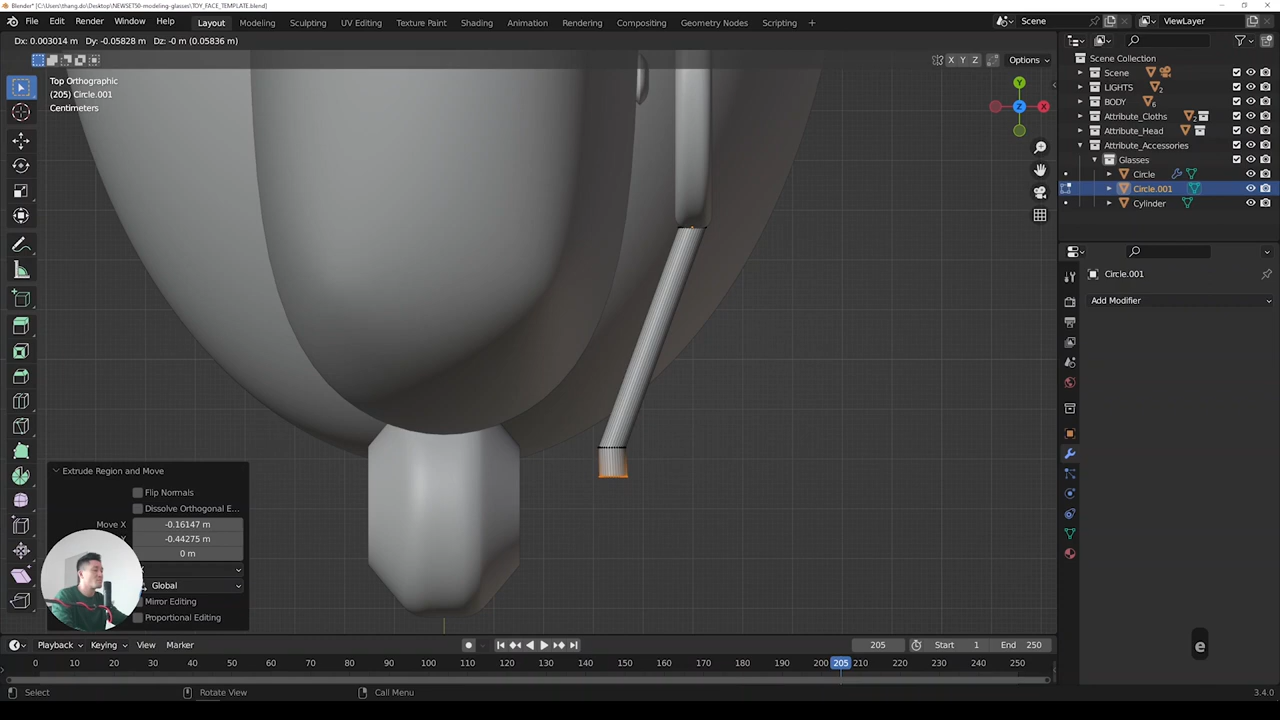 [C:\Users\thang.do\Desktop\NEWSET50-modeling-glasses\TOY_FACE_TEMPLATE.blend]
File Edit Render Window Help Layout Modeling Sculpting UV Editing Texture Paint Shading Animation Rendering Compositing Geometry Nodes Scripting + Scene ViewLayer
Dx: 0.003014 m Dy: -0.05828 m Dz: -0 m (0.05836 m)
X Y Z Options
Top Orthographic
(205) Circle.001
Centimeters
Y
Z
X
Scene Collection
Scene
LIGHTS 2
BODY 6
Attribute_Cloths 2
Attribute_Head
Attribute_Accessories
Glasses
Circle
Circle.001
Cylinder
Circle.001
Add Modifier
Extrude Region and Move
Flip Normals
Dissolve Orthogonal E...
Move X -0.16147 m
-0.44275 m
0 m
Global
Mirror Editing
Proportional Editing
e
Playback Keying View Marker 205 Start 1 End 250
0 10 20 30 40 50 60 70 80 90 100 110 120 130 140 150 160 170 180 190 200 205 210 220 230 240 250
Select Rotate View Call Menu 3.4.0